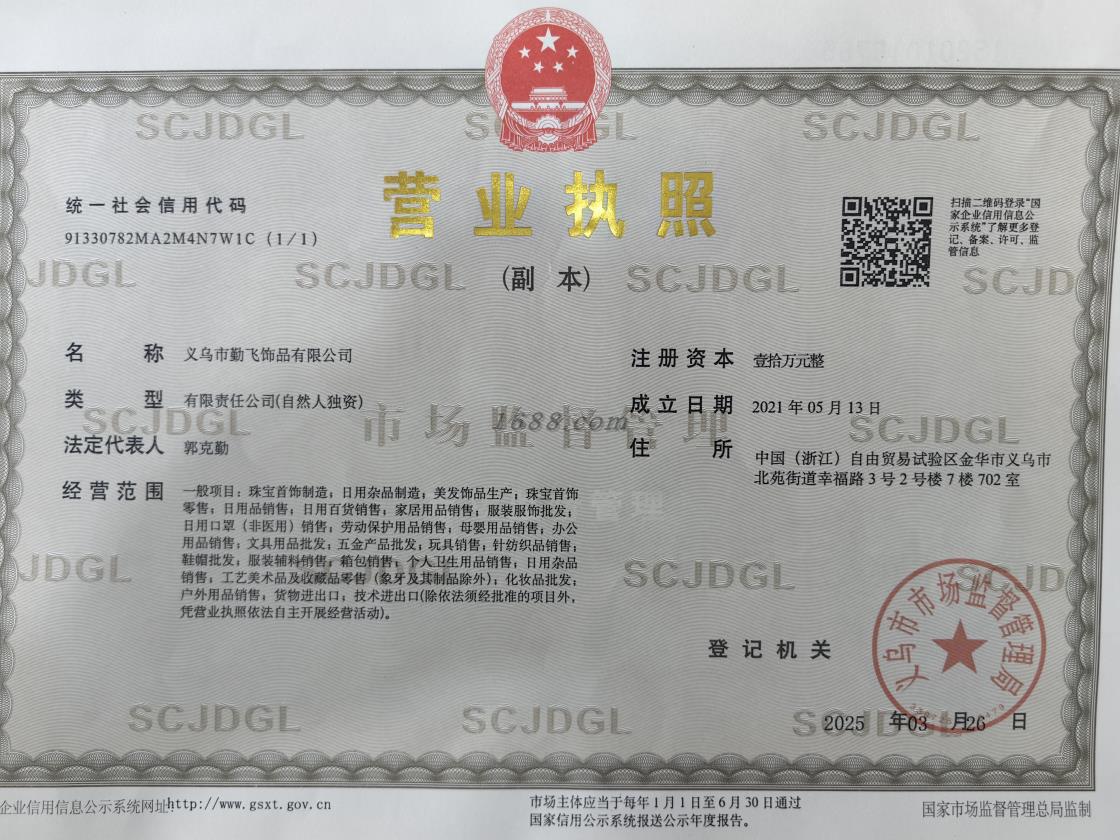 营业执照
(副 本)
统一社会信用代码
91330782MA2M4N7W1C (1/1)
扫描二维码登录“国
家企业信用信息公
示系统”了解更多登
记、备案、许可、监
管信息
名 称 义乌市勤飞饰品有限公司
类 型 有限责任公司(自然人独资)
法定代表人 郭克勤
经营范围 一般项目：珠宝首饰制造；日用杂品制造；美发饰品生产；珠宝首饰
零售；日用品销售；日用百货销售；家居用品销售；服装服饰批发；
日用口罩（非医用）销售；劳动保护用品销售；母婴用品销售；办公
用品销售；文具用品批发；五金产品批发；玩具销售；针纺织品销售；
鞋帽批发；服装辅料销售；箱包销售；个人卫生用品销售；日用杂品
销售；工艺美术品及收藏品零售（象牙及其制品除外）；化妆品批发；
户外用品销售；货物进出口；技术进出口(除依法须经批准的项目外，
凭营业执照依法自主开展经营活动)。
注册资本 壹拾万元整
成立日期 2021 年 05 月 13 日
住 所 中国（浙江）自由贸易试验区金华市义乌市
北苑街道幸福路 3 号 2 号楼 7 楼 702 室
登记机关
义乌市市场监督管理局
2025 年 03 月 26 日
SCJDGL
市场监督管理
1688.com
企业信用信息公示系统网址:http://www.gsxt.gov.cn
市场主体应当于每年 1 月 1 日至 6 月 30 日通过
国家信用公示系统报送公示年度报告。
国家市场监督管理总局监制